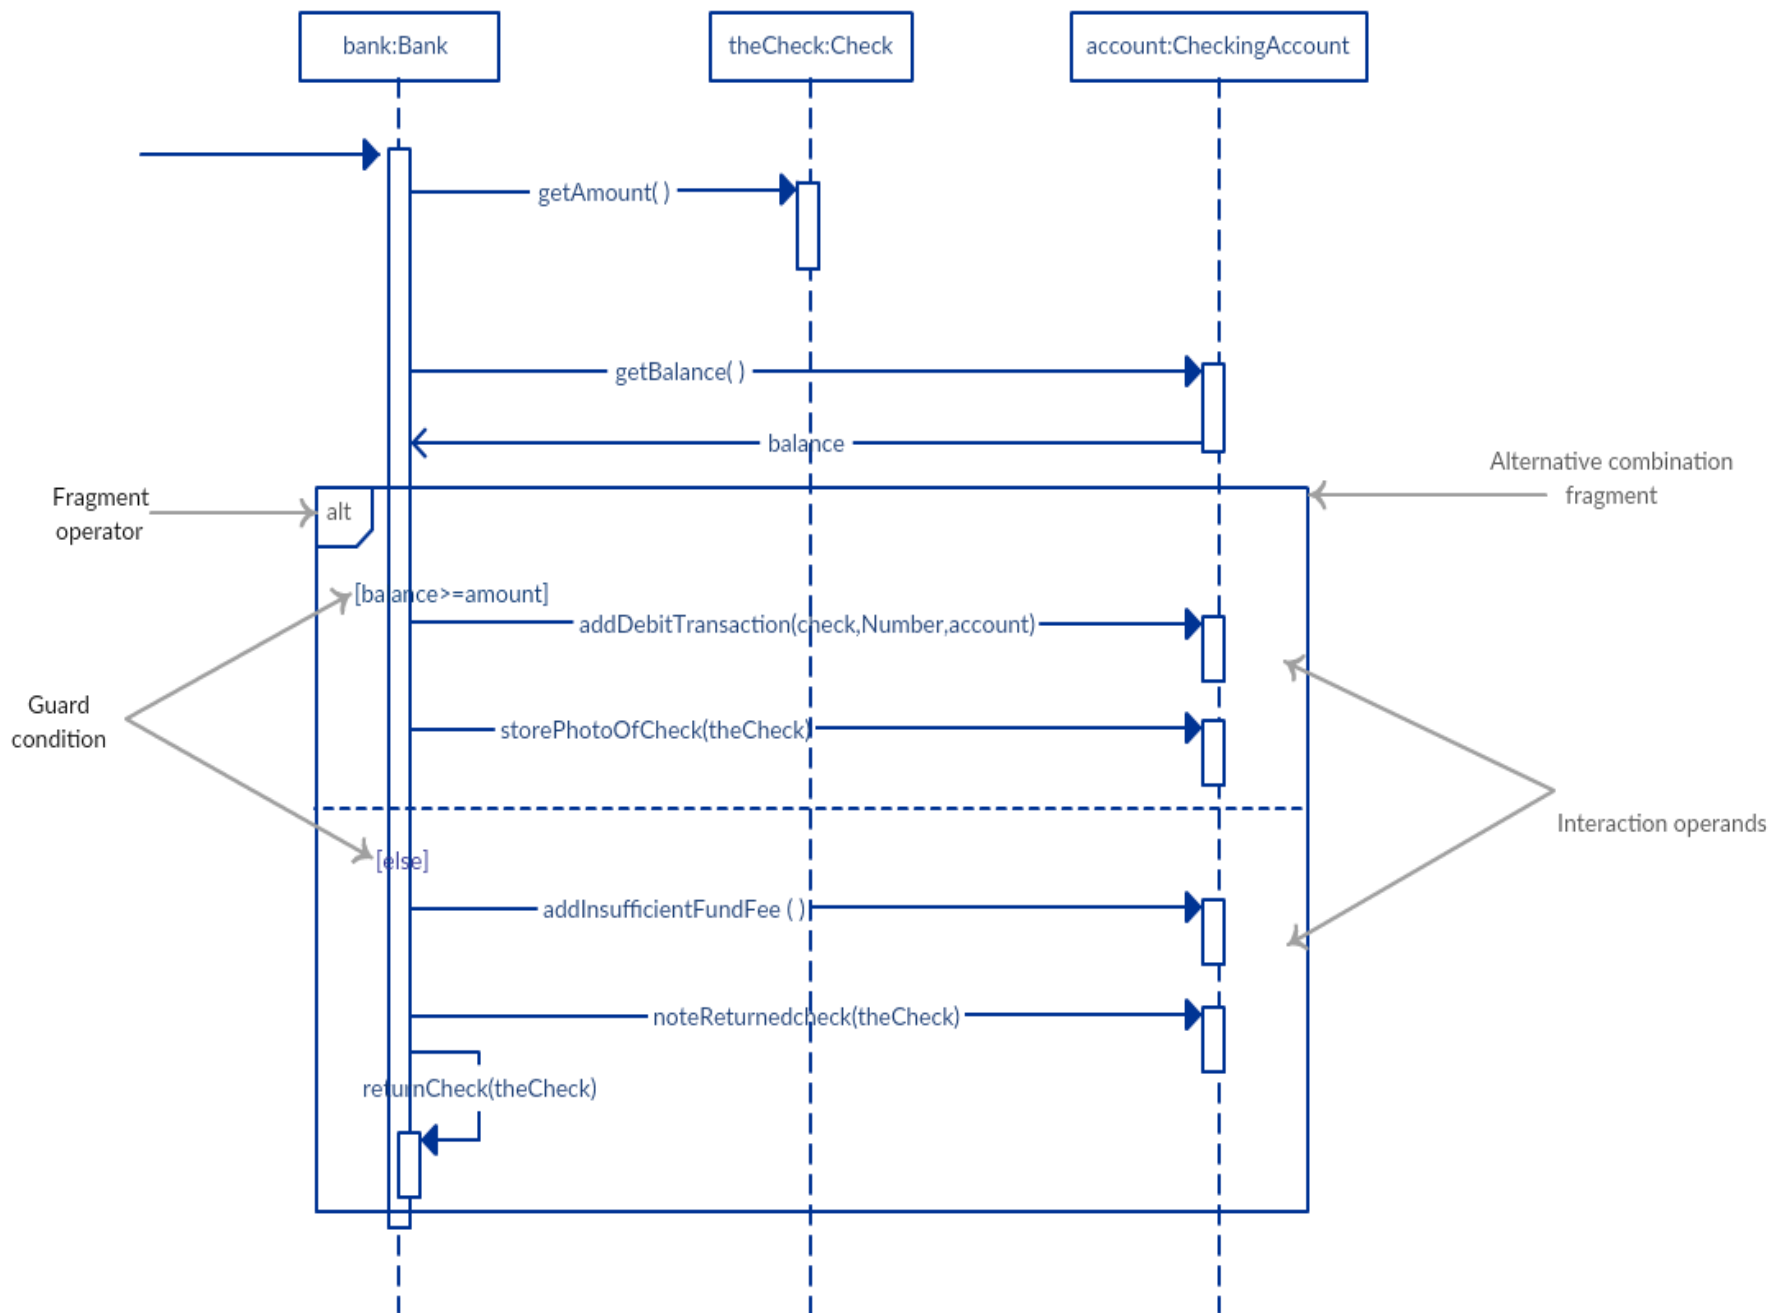 bank:Bank
theCheck:Check
account:CheckingAccount
getAmount( )
getBalance( )
balance
Alternative combination
fragment
Fragment
operator
alt
[balance>=amount]
addDebitTransaction(check,Number,account)
Guard
condition
storePhotoOfCheck(theCheck)
Interaction operands
[else]
addInsufficientFundFee ( )
noteReturnedcheck(theCheck)
returnCheck(theCheck)